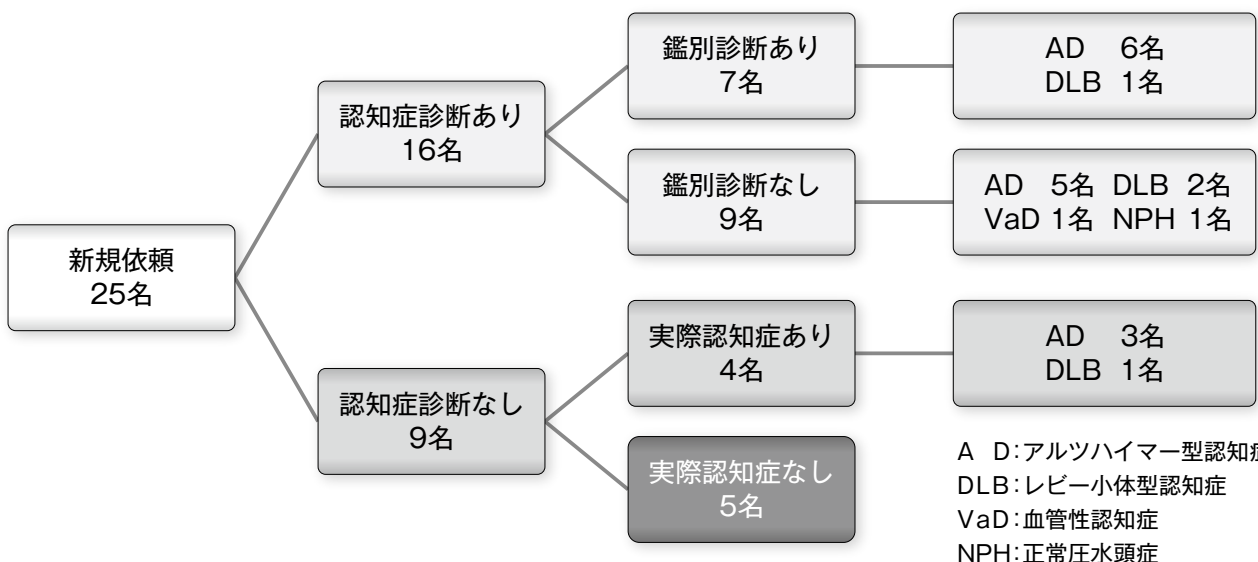 新規依頼
25名
認知症診断あり
16名
認知症診断なし
9名
鑑別診断あり
7名
鑑別診断なし
9名
実際認知症あり
4名
実際認知症なし
5名
AD 6名
DLB 1名
AD 5名 DLB 2名
VaD 1名 NPH 1名
AD 3名
DLB 1名
A D:アルツハイマー型認知症
DLB:レビー小体型認知症
VaD:血管性認知症
NPH:正常圧水頭症